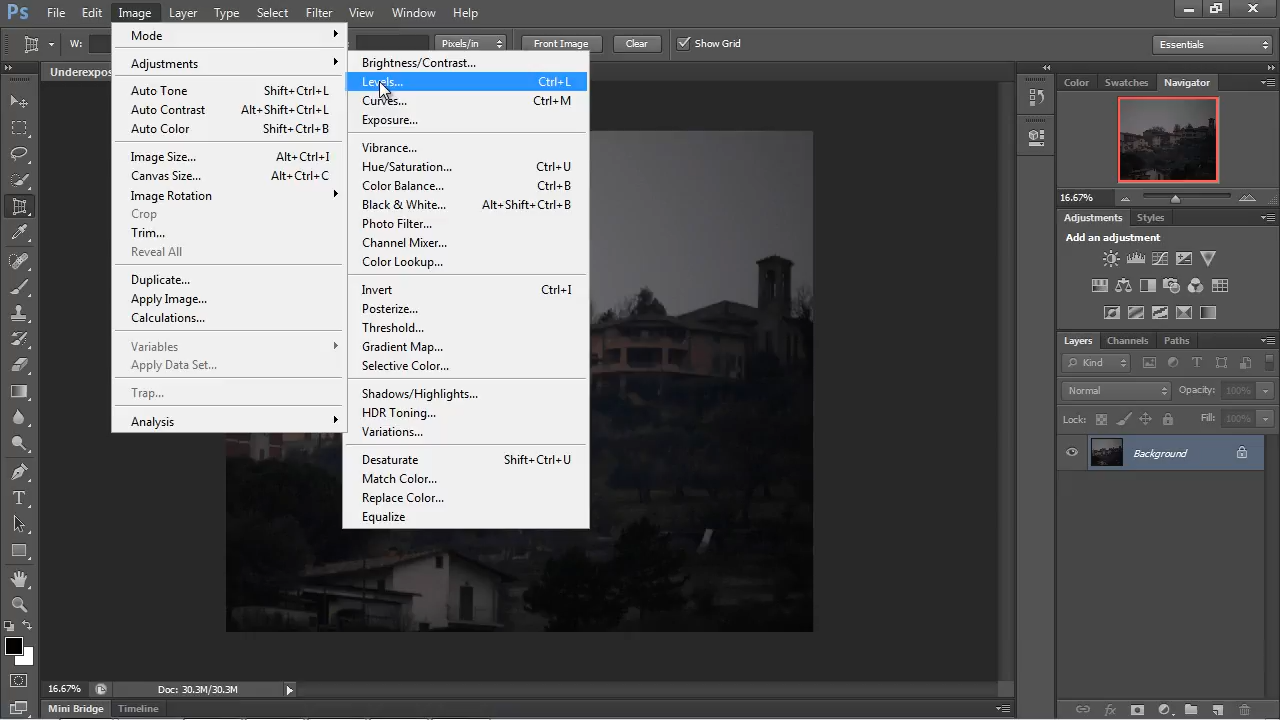 Ps File Edit Image Layer Type Select Filter View Window Help
W: Pixels/in Front Image Clear Show Grid Essentials
Underexpos
Mode
Adjustments
Auto Tone Shift+Ctrl+L
Auto Contrast Alt+Shift+Ctrl+L
Auto Color Shift+Ctrl+B
Image Size... Alt+Ctrl+I
Canvas Size... Alt+Ctrl+C
Image Rotation
Crop
Trim...
Reveal All
Duplicate...
Apply Image...
Calculations...
Variables
Apply Data Set...
Trap...
Analysis
Brightness/Contrast...
Levels... Ctrl+L
Curves... Ctrl+M
Exposure...
Vibrance...
Hue/Saturation... Ctrl+U
Color Balance... Ctrl+B
Black & White... Alt+Shift+Ctrl+B
Photo Filter...
Channel Mixer...
Color Lookup...
Invert Ctrl+I
Posterize...
Threshold...
Gradient Map...
Selective Color...
Shadows/Highlights...
HDR Toning...
Variations...
Desaturate Shift+Ctrl+U
Match Color...
Replace Color...
Equalize
Color Swatches Navigator
16.67%
Adjustments Styles
Add an adjustment
Layers Channels Paths
Kind
Normal Opacity: 100%
Lock: Fill: 100%
Background
16.67% Doc: 30.3M/30.3M
Mini Bridge Timeline